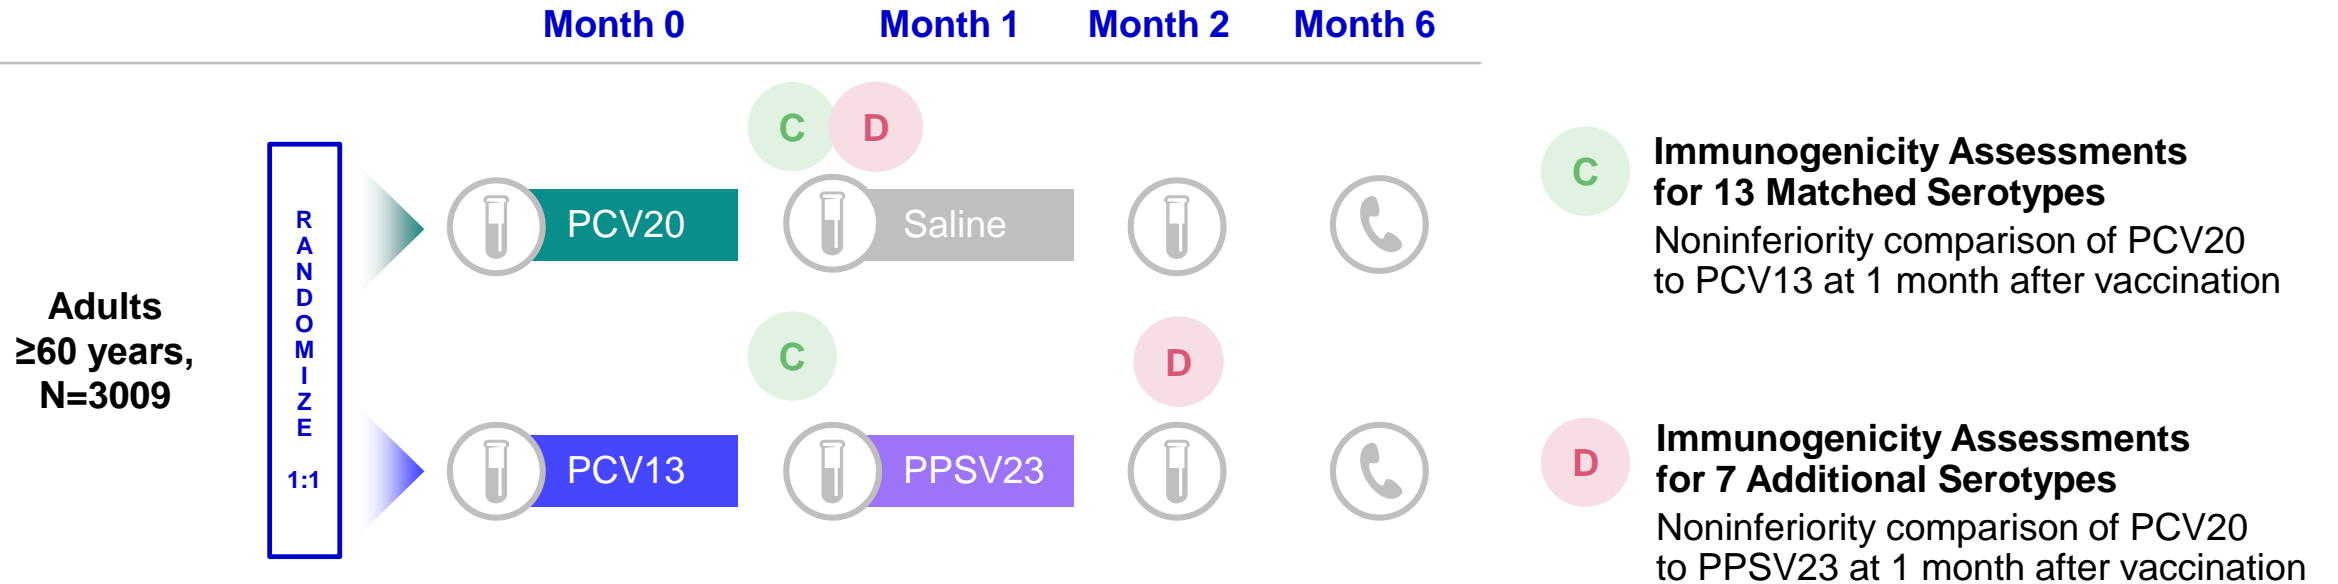 Month 0 Month 1 Month 2 Month 6
Adults
≥60 years,
N=3009
RANDOMIZE
1:1
C D
PCV20 Saline
C
D
PCV13 PPSV23
C
Immunogenicity Assessments
for 13 Matched Serotypes
Noninferiority comparison of PCV20
to PCV13 at 1 month after vaccination
D
Immunogenicity Assessments
for 7 Additional Serotypes
Noninferiority comparison of PCV20
to PPSV23 at 1 month after vaccination